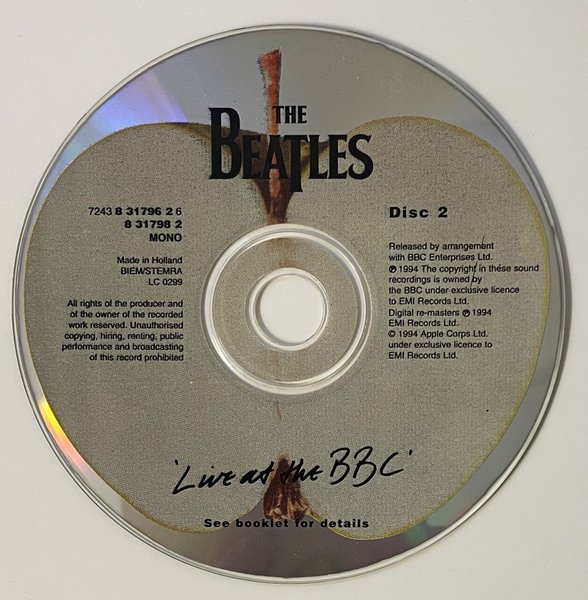 THE
BEATLES
7243 8 31796 2 6
8 31798 2
MONO
Made in Holland
BIEM/STEMRA
LC 0299
All rights of the producer and
of the owner of the recorded
work reserved. Unauthorised
copying, hiring, renting, public
performance and broadcasting
of this record prohibited
Disc 2
Released by arrangement
with BBC Enterprises Ltd.
℗ 1994 The copyright in these sound
recordings is owned by
the BBC under exclusive licence
to EMI Records Ltd.
Digital re-masters ℗ 1994
EMI Records Ltd.
© 1994 Apple Corps Ltd.
under exclusive licence to
EMI Records Ltd.
'Live at the BBC'
See booklet for details